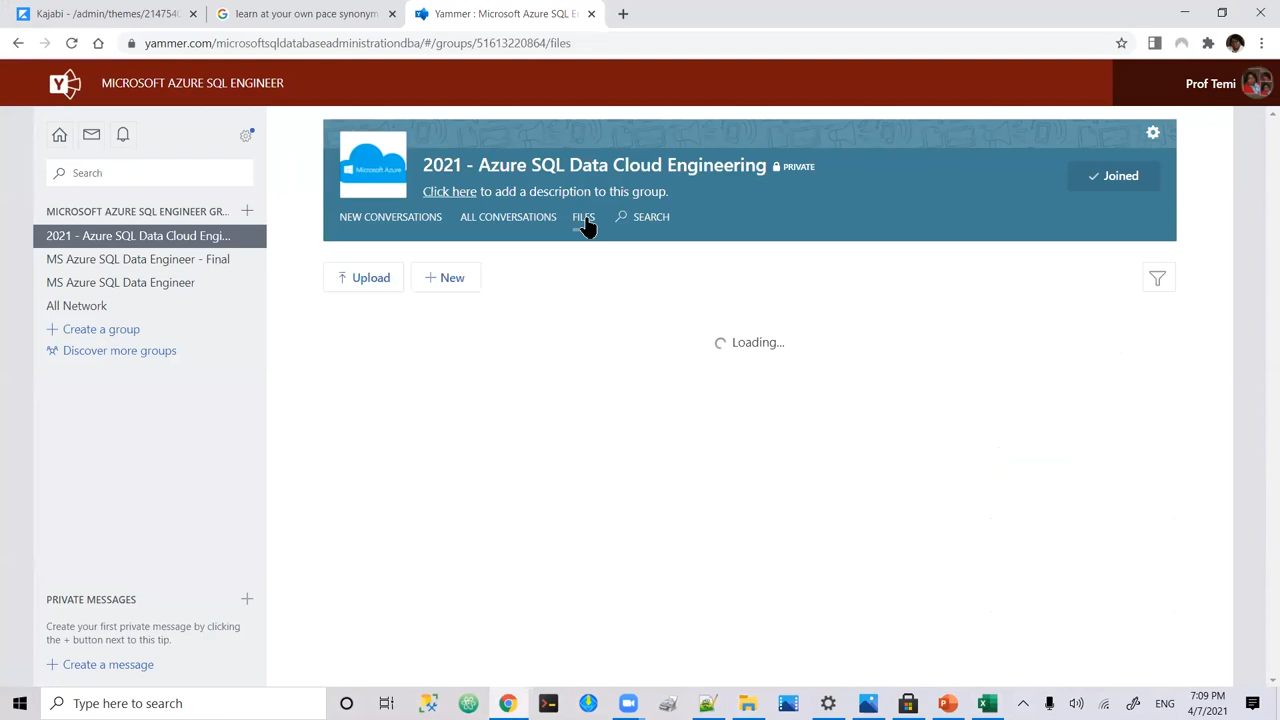 Kajabi - /admin/themes/2147540
learn at your own pace synonym
Yammer : Microsoft Azure SQL E
yammer.com/microsoftsqldatabaseadministrationdba/#/groups/51613220864/files
MICROSOFT AZURE SQL ENGINEER
Prof Temi
Search
MICROSOFT AZURE SQL ENGINEER GR...
2021 - Azure SQL Data Cloud Engi...
MS Azure SQL Data Engineer - Final
MS Azure SQL Data Engineer
All Network
Create a group
Discover more groups
PRIVATE MESSAGES
Create your first private message by clicking
the + button next to this tip.
Create a message
Microsoft Azure
2021 - Azure SQL Data Cloud Engineering PRIVATE
Click here to add a description to this group.
Joined
NEW CONVERSATIONS ALL CONVERSATIONS FILES SEARCH
Upload
New
Loading...
Type here to search
ENG
7:09 PM
4/7/2021